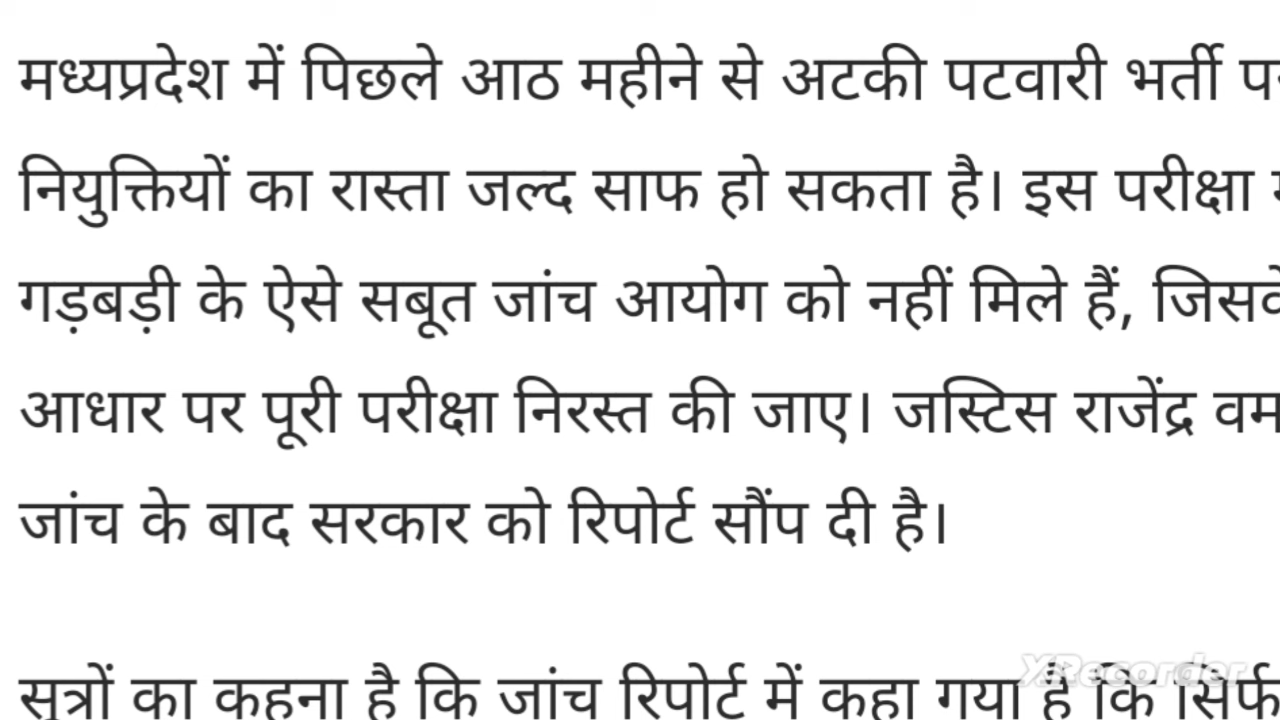 मध्यप्रदेश में पिछले आठ महीने से अटकी पटवारी भर्ती
नियुक्तियों का रास्ता जल्द साफ हो सकता है। इस परीक्षा
गड़बड़ी के ऐसे सबूत जांच आयोग को नहीं मिले हैं,
आधार पर पूरी परीक्षा निरस्त की जाए। जस्टिस राजेंद्र
जांच के बाद सरकार को रिपोर्ट सौंप दी है।
सूत्रों का कहना है कि जांच रिपोर्ट में कहा गया है कि सिर्फ
XRecorder